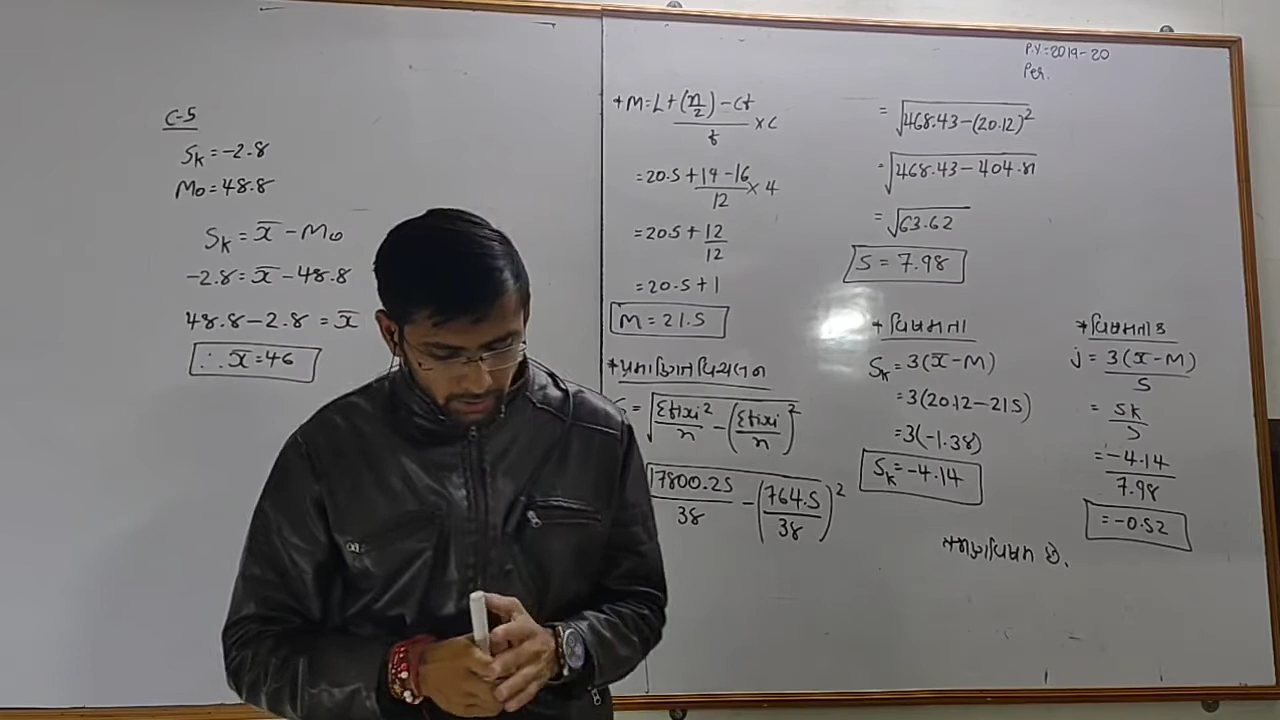 C-5
Sk = -2.8
Mo = 48.8
Sk = x̄ - Mo
-2.8 = x̄ - 48.8
48.8 - 2.8 = x̄
∴ x̄ = 46
* M = L + (n/2) - cf / f × C
= 20.5 + 19 - 16 / 12 × 4
= 20.5 + 12 / 12
= 20.5 + 1
M = 21.5
* પ્રમાણિત વિચલન
= √ Σfixi² / n - (Σfixi / n)²
17800.25 / 38 - (764.5 / 38)²
P.Y: 2019-20
Per.
= √ 468.43 - (20.12)²
= √ 468.43 - 404.81
= √ 63.62
S = 7.98
* વિષમતા
Sk = 3(x̄ - M)
= 3(20.12 - 21.5)
= 3(-1.38)
Sk = -4.14
* વિષમતાંક
j = 3(x̄ - M) / S
= Sk / S
= -4.14 / 7.98
= -0.52
છે.